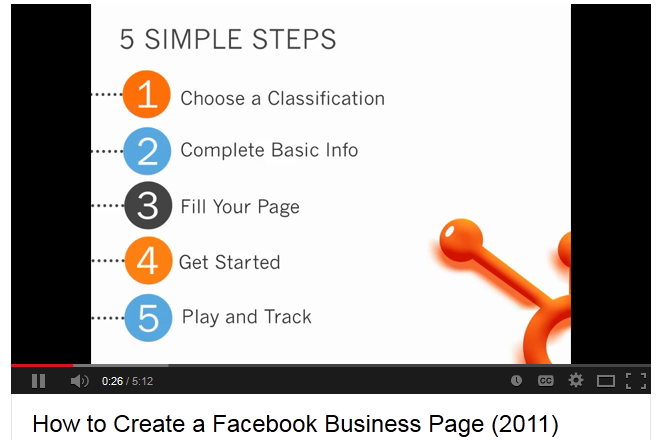 5 SIMPLE STEPS
1 Choose a Classification
2 Complete Basic Info
3 Fill Your Page
4 Get Started
5 Play and Track
0:26 / 5:12
CC
How to Create a Facebook Business Page (2011)